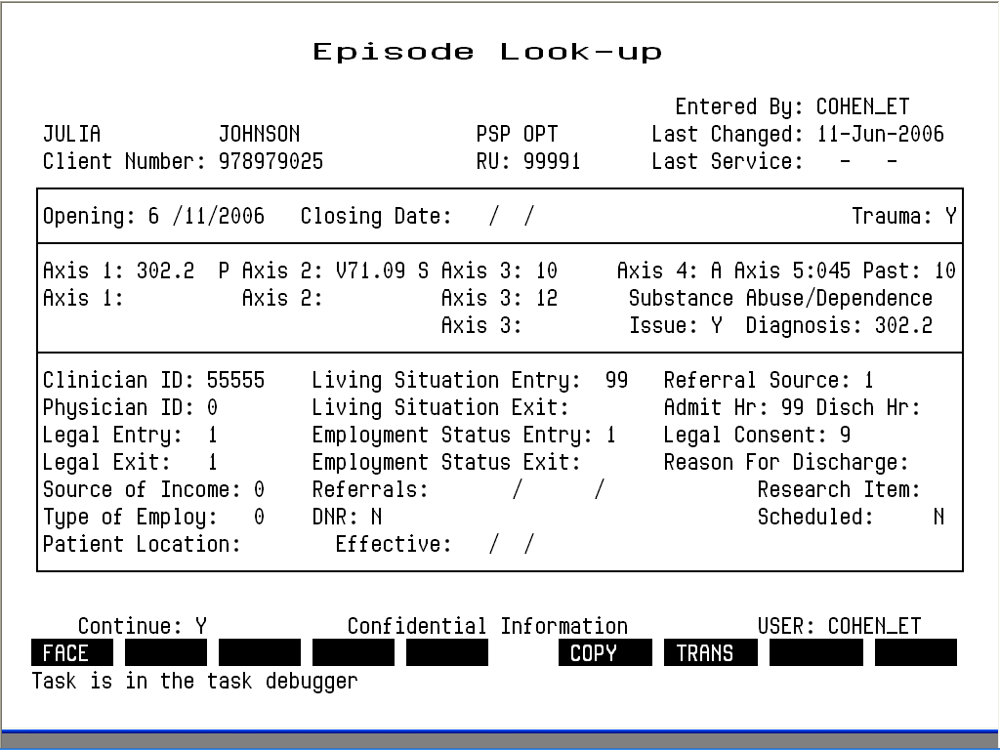 Episode Look-up
Entered By: COHEN_ET
JULIA JOHNSON PSP OPT Last Changed: 11-Jun-2006
Client Number: 978979025 RU: 99991 Last Service: - -
Opening: 6 /11/2006 Closing Date: / / Trauma: Y
Axis 1: 302.2 P Axis 2: V71.09 S Axis 3: 10 Axis 4: A Axis 5:045 Past: 10
Axis 1: Axis 2: Axis 3: 12 Substance Abuse/Dependence
Axis 3: Issue: Y Diagnosis: 302.2
Clinician ID: 55555 Living Situation Entry: 99 Referral Source: 1
Physician ID: 0 Living Situation Exit: Admit Hr: 99 Disch Hr:
Legal Entry: 1 Employment Status Entry: 1 Legal Consent: 9
Legal Exit: 1 Employment Status Exit: Reason For Discharge:
Source of Income: 0 Referrals: / / Research Item:
Type of Employ: 0 DNR: N Scheduled: N
Patient Location: Effective: / /
Continue: Y Confidential Information USER: COHEN_ET
FACE COPY TRANS
Task is in the task debugger